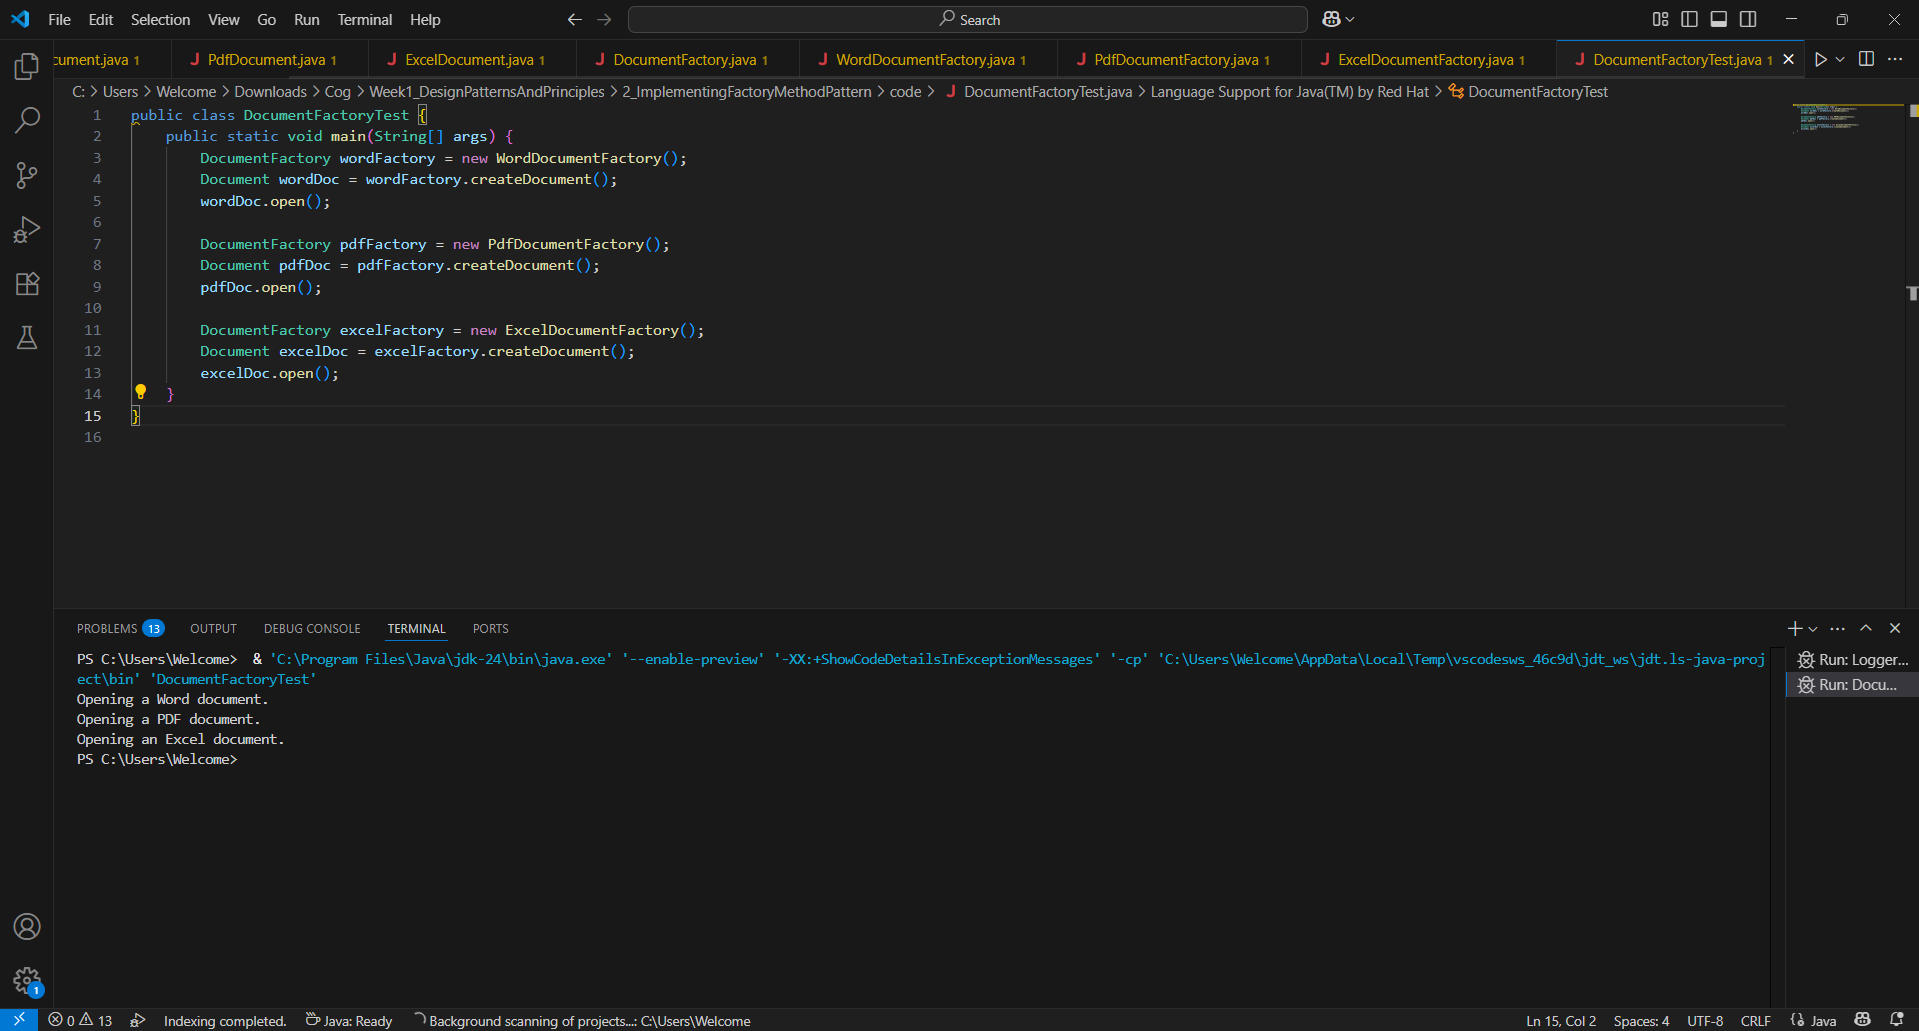 File Edit Selection View Go Run Terminal Help Search
cument.java 1 J PdfDocument.java 1 J ExcelDocument.java 1 J DocumentFactory.java 1 J WordDocumentFactory.java 1 J PdfDocumentFactory.java 1 J ExcelDocumentFactory.java 1 J DocumentFactoryTest.java 1
C: > Users > Welcome > Downloads > Cog > Week1_DesignPatternsAndPrinciples > 2_ImplementingFactoryMethodPattern > code > J DocumentFactoryTest.java > Language Support for Java(TM) by Red Hat > DocumentFactoryTest
1 public class DocumentFactoryTest {
2     public static void main(String[] args) {
3         DocumentFactory wordFactory = new WordDocumentFactory();
4         Document wordDoc = wordFactory.createDocument();
5         wordDoc.open();
6
7         DocumentFactory pdfFactory = new PdfDocumentFactory();
8         Document pdfDoc = pdfFactory.createDocument();
9         pdfDoc.open();
10
11         DocumentFactory excelFactory = new ExcelDocumentFactory();
12         Document excelDoc = excelFactory.createDocument();
13         excelDoc.open();
14     }
15 }
16
PROBLEMS 13 OUTPUT DEBUG CONSOLE TERMINAL PORTS
PS C:\Users\Welcome>  & 'C:\Program Files\Java\jdk-24\bin\java.exe' '--enable-preview' '-XX:+ShowCodeDetailsInExceptionMessages' '-cp' 'C:\Users\Welcome\AppData\Local\Temp\vscodesws_46c9d\jdt_ws\jdt.ls-java-proj
ect\bin' 'DocumentFactoryTest'
Opening a Word document.
Opening a PDF document.
Opening an Excel document.
PS C:\Users\Welcome>
Run: Logger...
Run: Docu...
1
0 13 Indexing completed. Java: Ready Background scanning of projects...: C:\Users\Welcome Ln 15, Col 2 Spaces: 4 UTF-8 CRLF Java